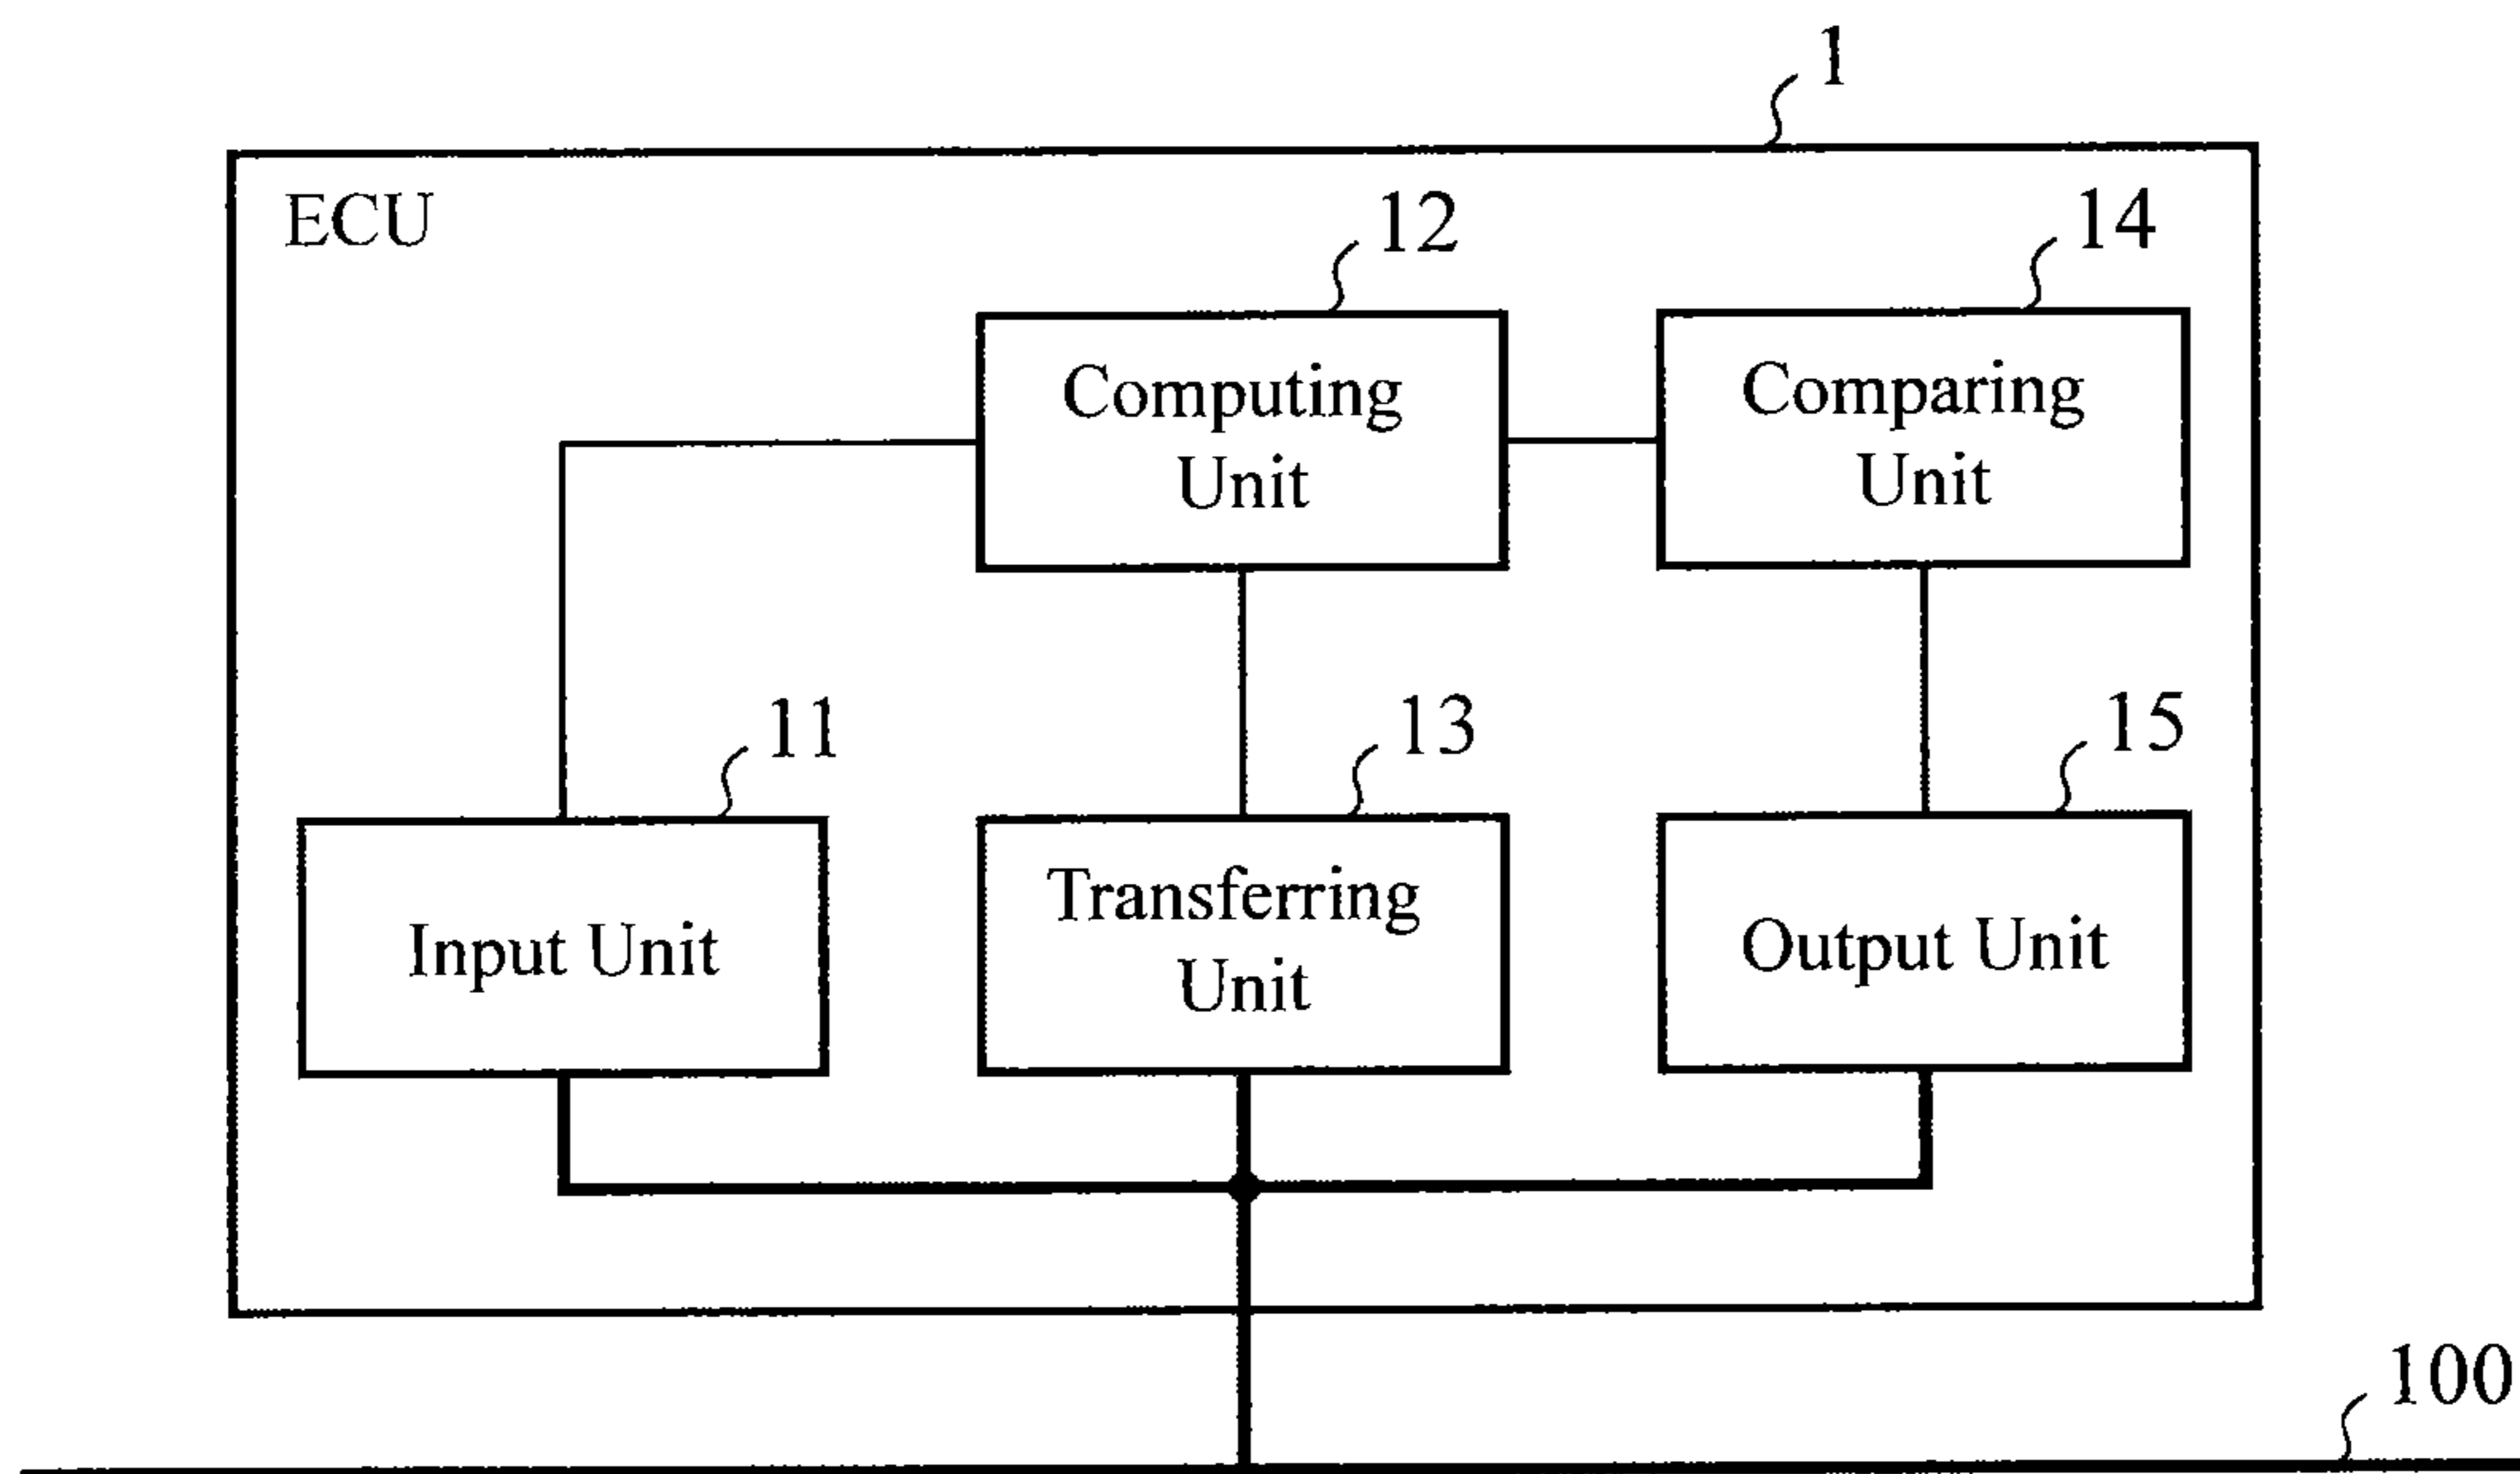 1
ECU
12
14
Computing
Unit
Comparing
Unit
11
13
15
Input Unit
Transferring
Unit
Output Unit
100